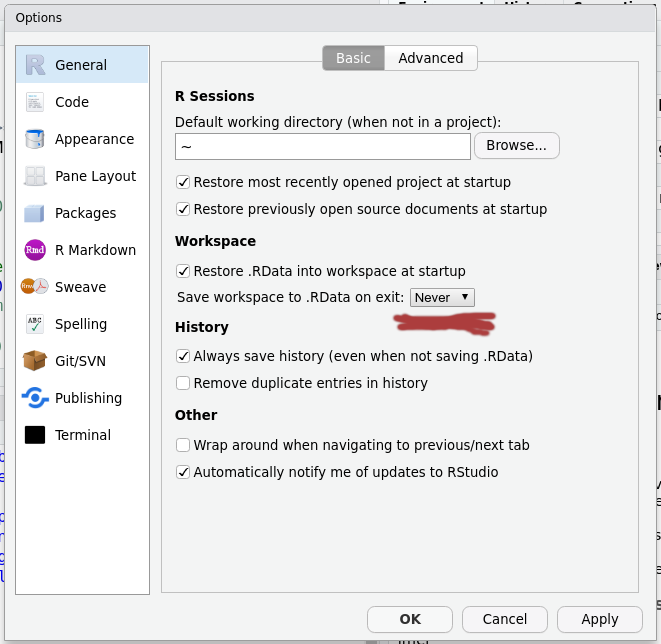 Options
General
Code
Appearance
Pane Layout
Packages
Rmd R Markdown
Rnw Sweave
ABC Spelling
Git/SVN
Publishing
Terminal
Basic Advanced
R Sessions
Default working directory (when not in a project):
~ Browse...
Restore most recently opened project at startup
Restore previously open source documents at startup
Workspace
Restore .RData into workspace at startup
Save workspace to .RData on exit: Never
History
Always save history (even when not saving .RData)
Remove duplicate entries in history
Other
Wrap around when navigating to previous/next tab
Automatically notify me of updates to RStudio
OK Cancel Apply